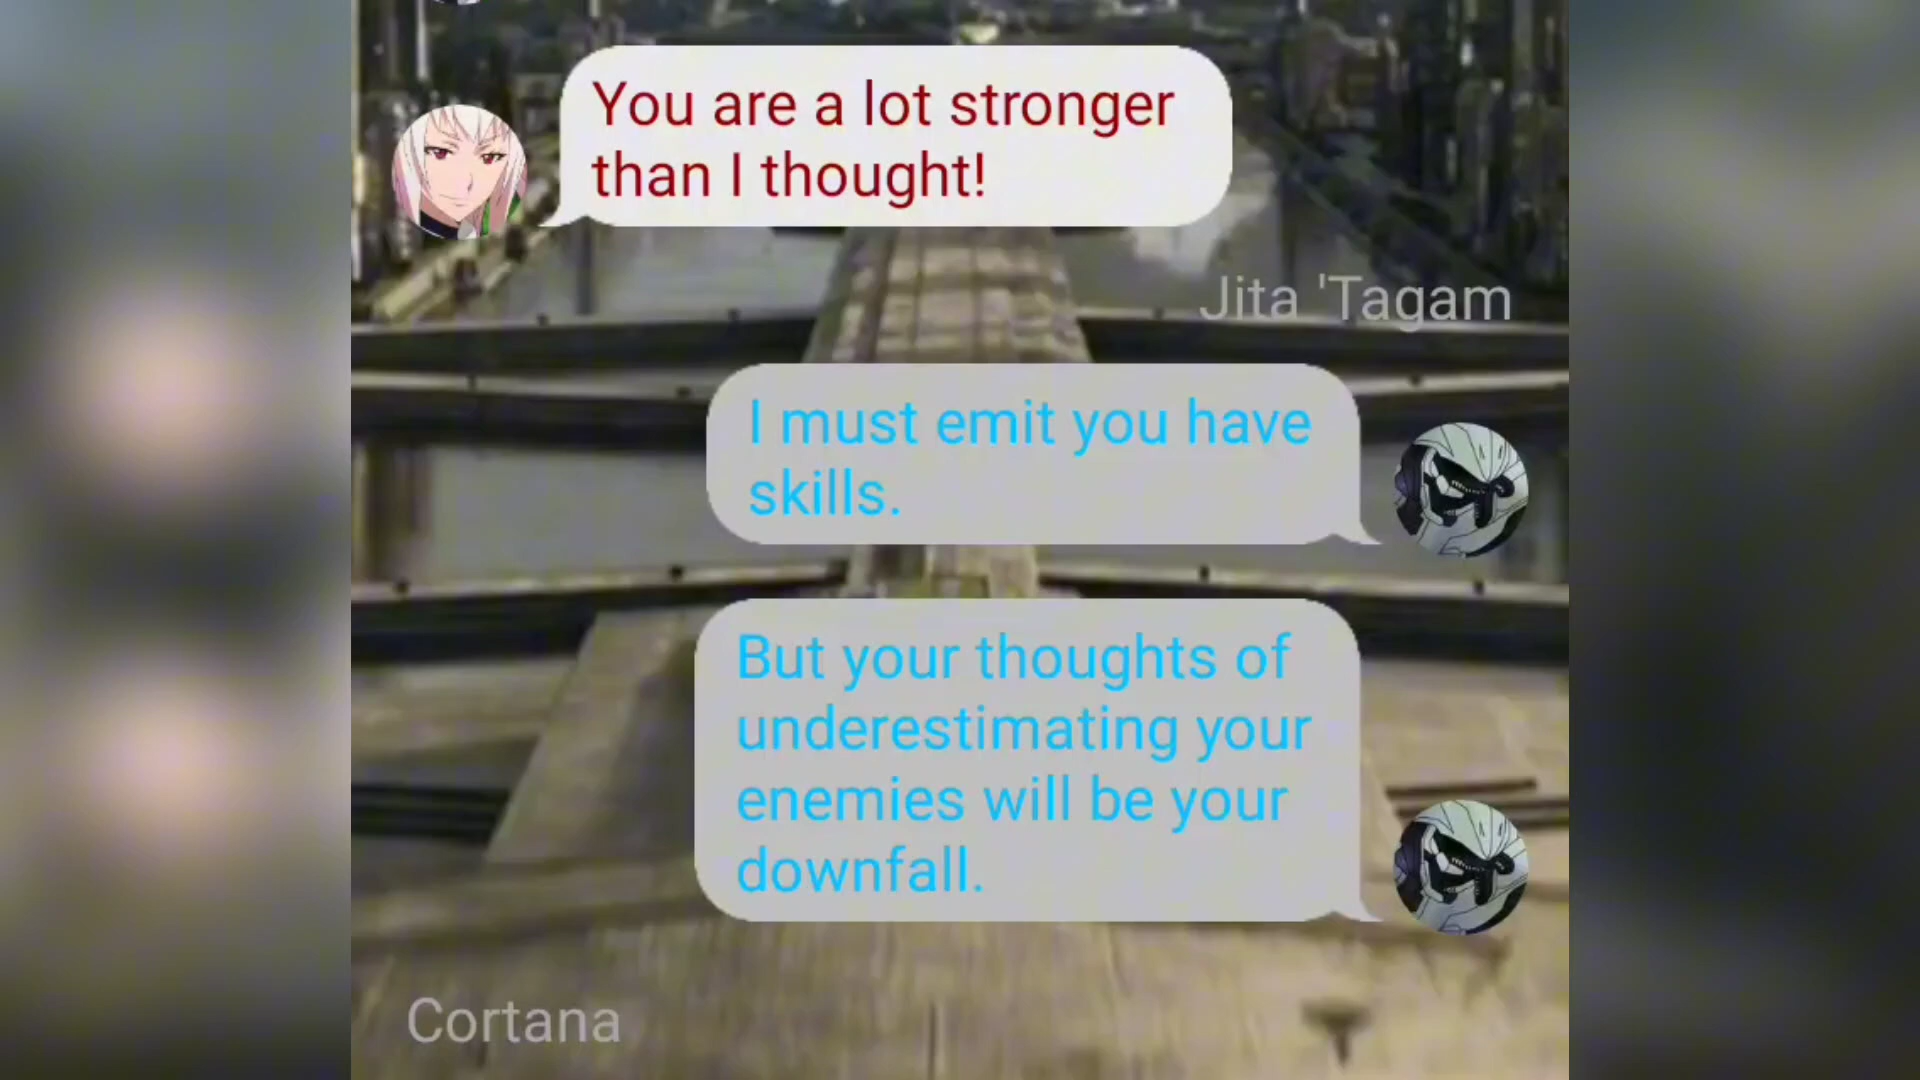 You are a lot stronger
than I thought!
Jita 'Tagam
I must emit you have
skills.
But your thoughts of
underestimating your
enemies will be your
downfall.
Cortana